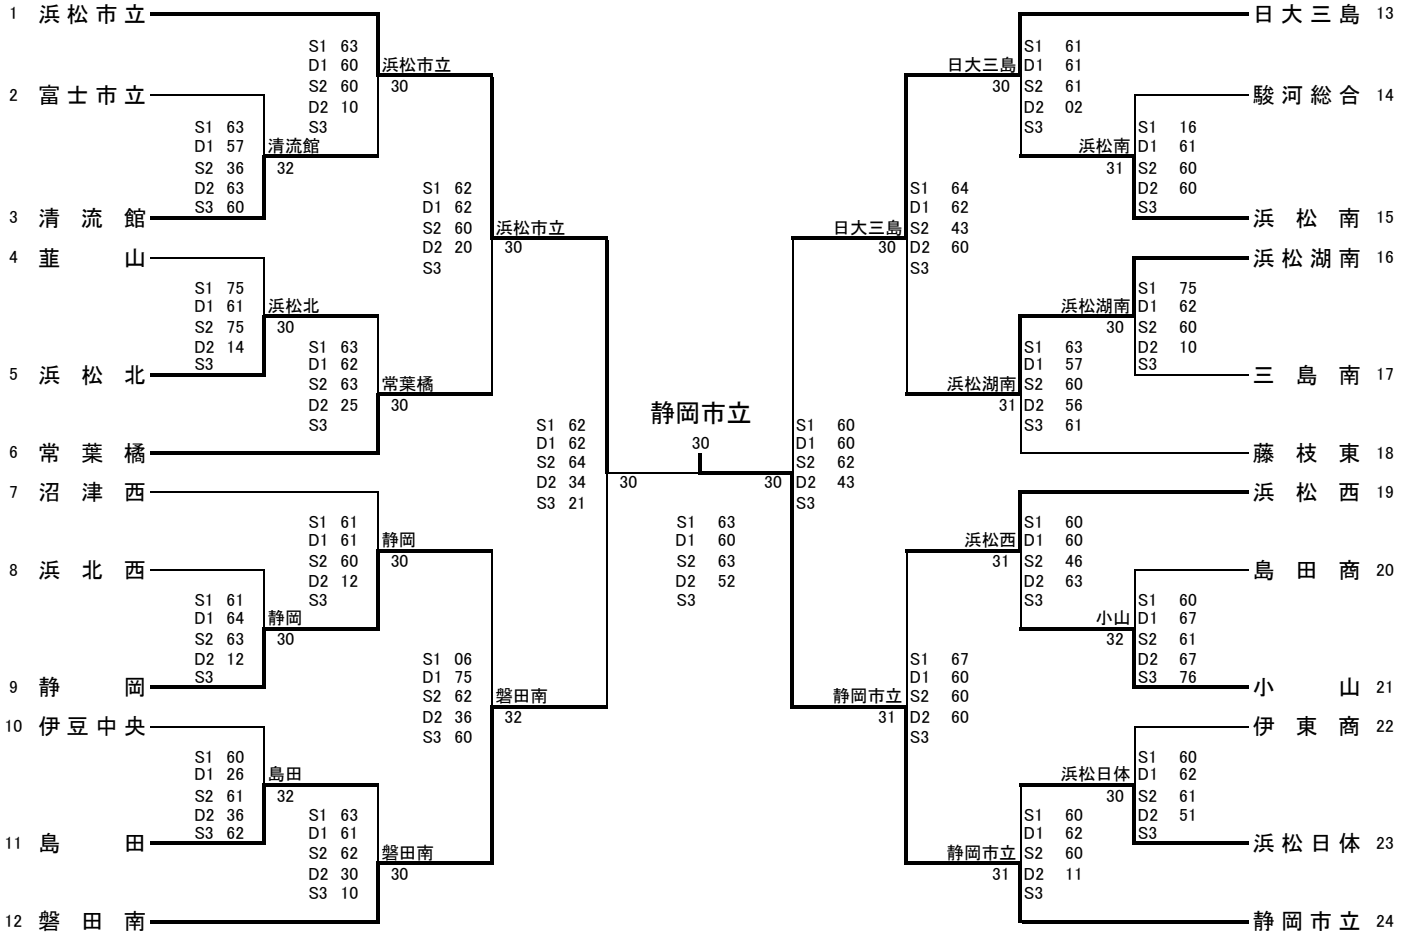 1 浜松市立
S1 63
D1 60
S2 60
D2 10
S3
浜松市立
30
2 富士市立
S1 63
D1 57
S2 36
D2 63
S3 60
清流館
32
3 清流館
S1 62
D1 62
S2 60
D2 20
S3
浜松市立
30
4 韮山
S1 75
D1 61
S2 75
D2 14
S3
浜松北
30
5 浜松北
S1 63
D1 62
S2 63
D2 25
S3
常葉橘
30
6 常葉橘
S1 62
D1 62
S2 64
D2 34
S3 21
30
7 沼津西
S1 61
D1 61
S2 60
D2 12
S3
静岡
30
8 浜北西
S1 61
D1 64
S2 63
D2 12
S3
静岡
30
9 静岡
S1 06
D1 75
S2 62
D2 36
S3 60
磐田南
32
10 伊豆中央
S1 60
D1 26
S2 61
D2 36
S3 62
島田
32
11 島田
S1 63
D1 61
S2 62
D2 30
S3 10
磐田南
30
12 磐田南
静岡市立
30
S1 63
D1 60
S2 63
D2 52
S3
日大三島 13
日大三島
30
S1 61
D1 61
S2 61
D2 02
S3
駿河総合 14
浜松南
31
S1 16
D1 61
S2 60
D2 60
S3
浜松南 15
日大三島
30
S1 64
D1 62
S2 43
D2 60
S3
浜松湖南 16
浜松湖南
30
S1 75
D1 62
S2 60
D2 10
S3
三島南 17
浜松湖南
31
S1 63
D1 57
S2 60
D2 56
S3 61
藤枝東 18
30
S1 60
D1 60
S2 62
D2 43
S3
浜松西 19
浜松西
31
S1 60
D1 60
S2 46
D2 63
S3
島田商 20
小山
32
S1 60
D1 67
S2 61
D2 67
S3 76
小山 21
静岡市立
31
S1 67
D1 60
S2 60
D2 60
S3
伊東商 22
浜松日体
30
S1 60
D1 62
S2 61
D2 51
S3
浜松日体 23
静岡市立
31
S1 60
D1 62
S2 60
D2 11
S3
静岡市立 24